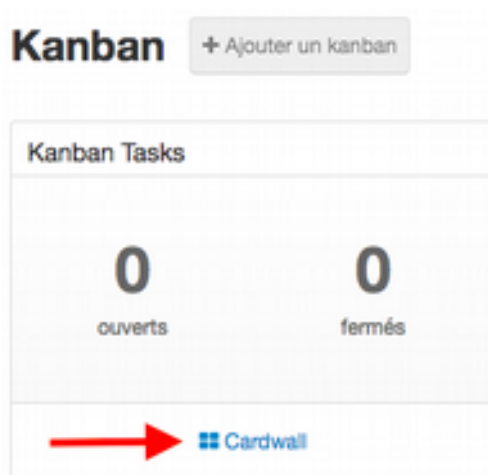 Kanban + Ajouter un kanban
Kanban Tasks
0 0
ouverts fermés
Cardwall